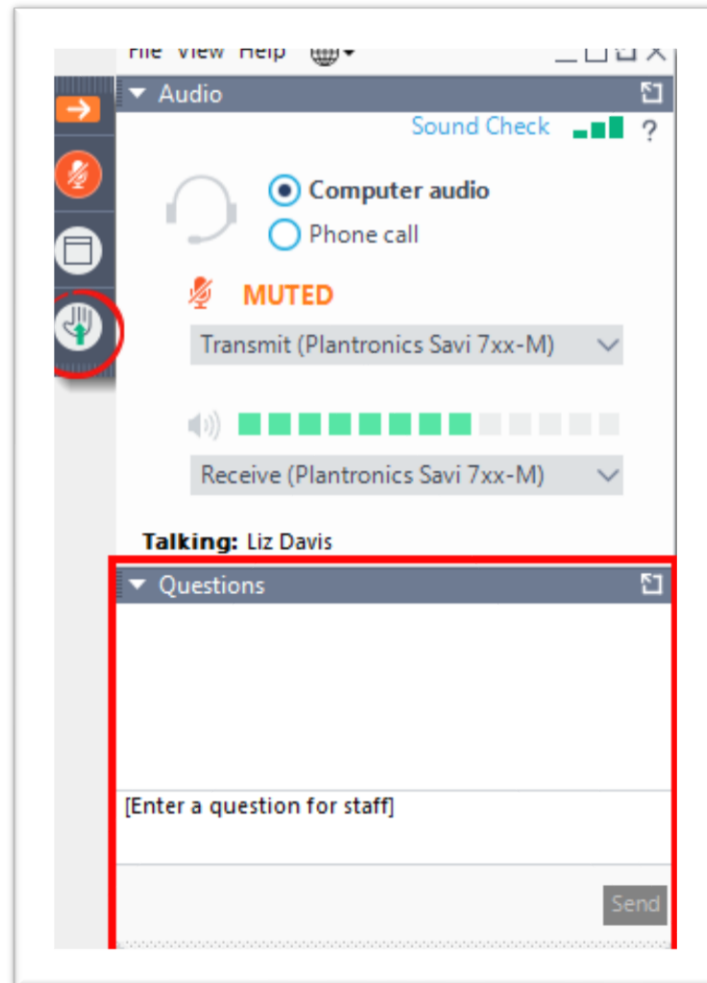 File View Help
Audio
Sound Check ?
Computer audio
Phone call
MUTED
Transmit (Plantronics Savi 7xx-M)
Receive (Plantronics Savi 7xx-M)
Talking: Liz Davis
Questions
[Enter a question for staff]
Send